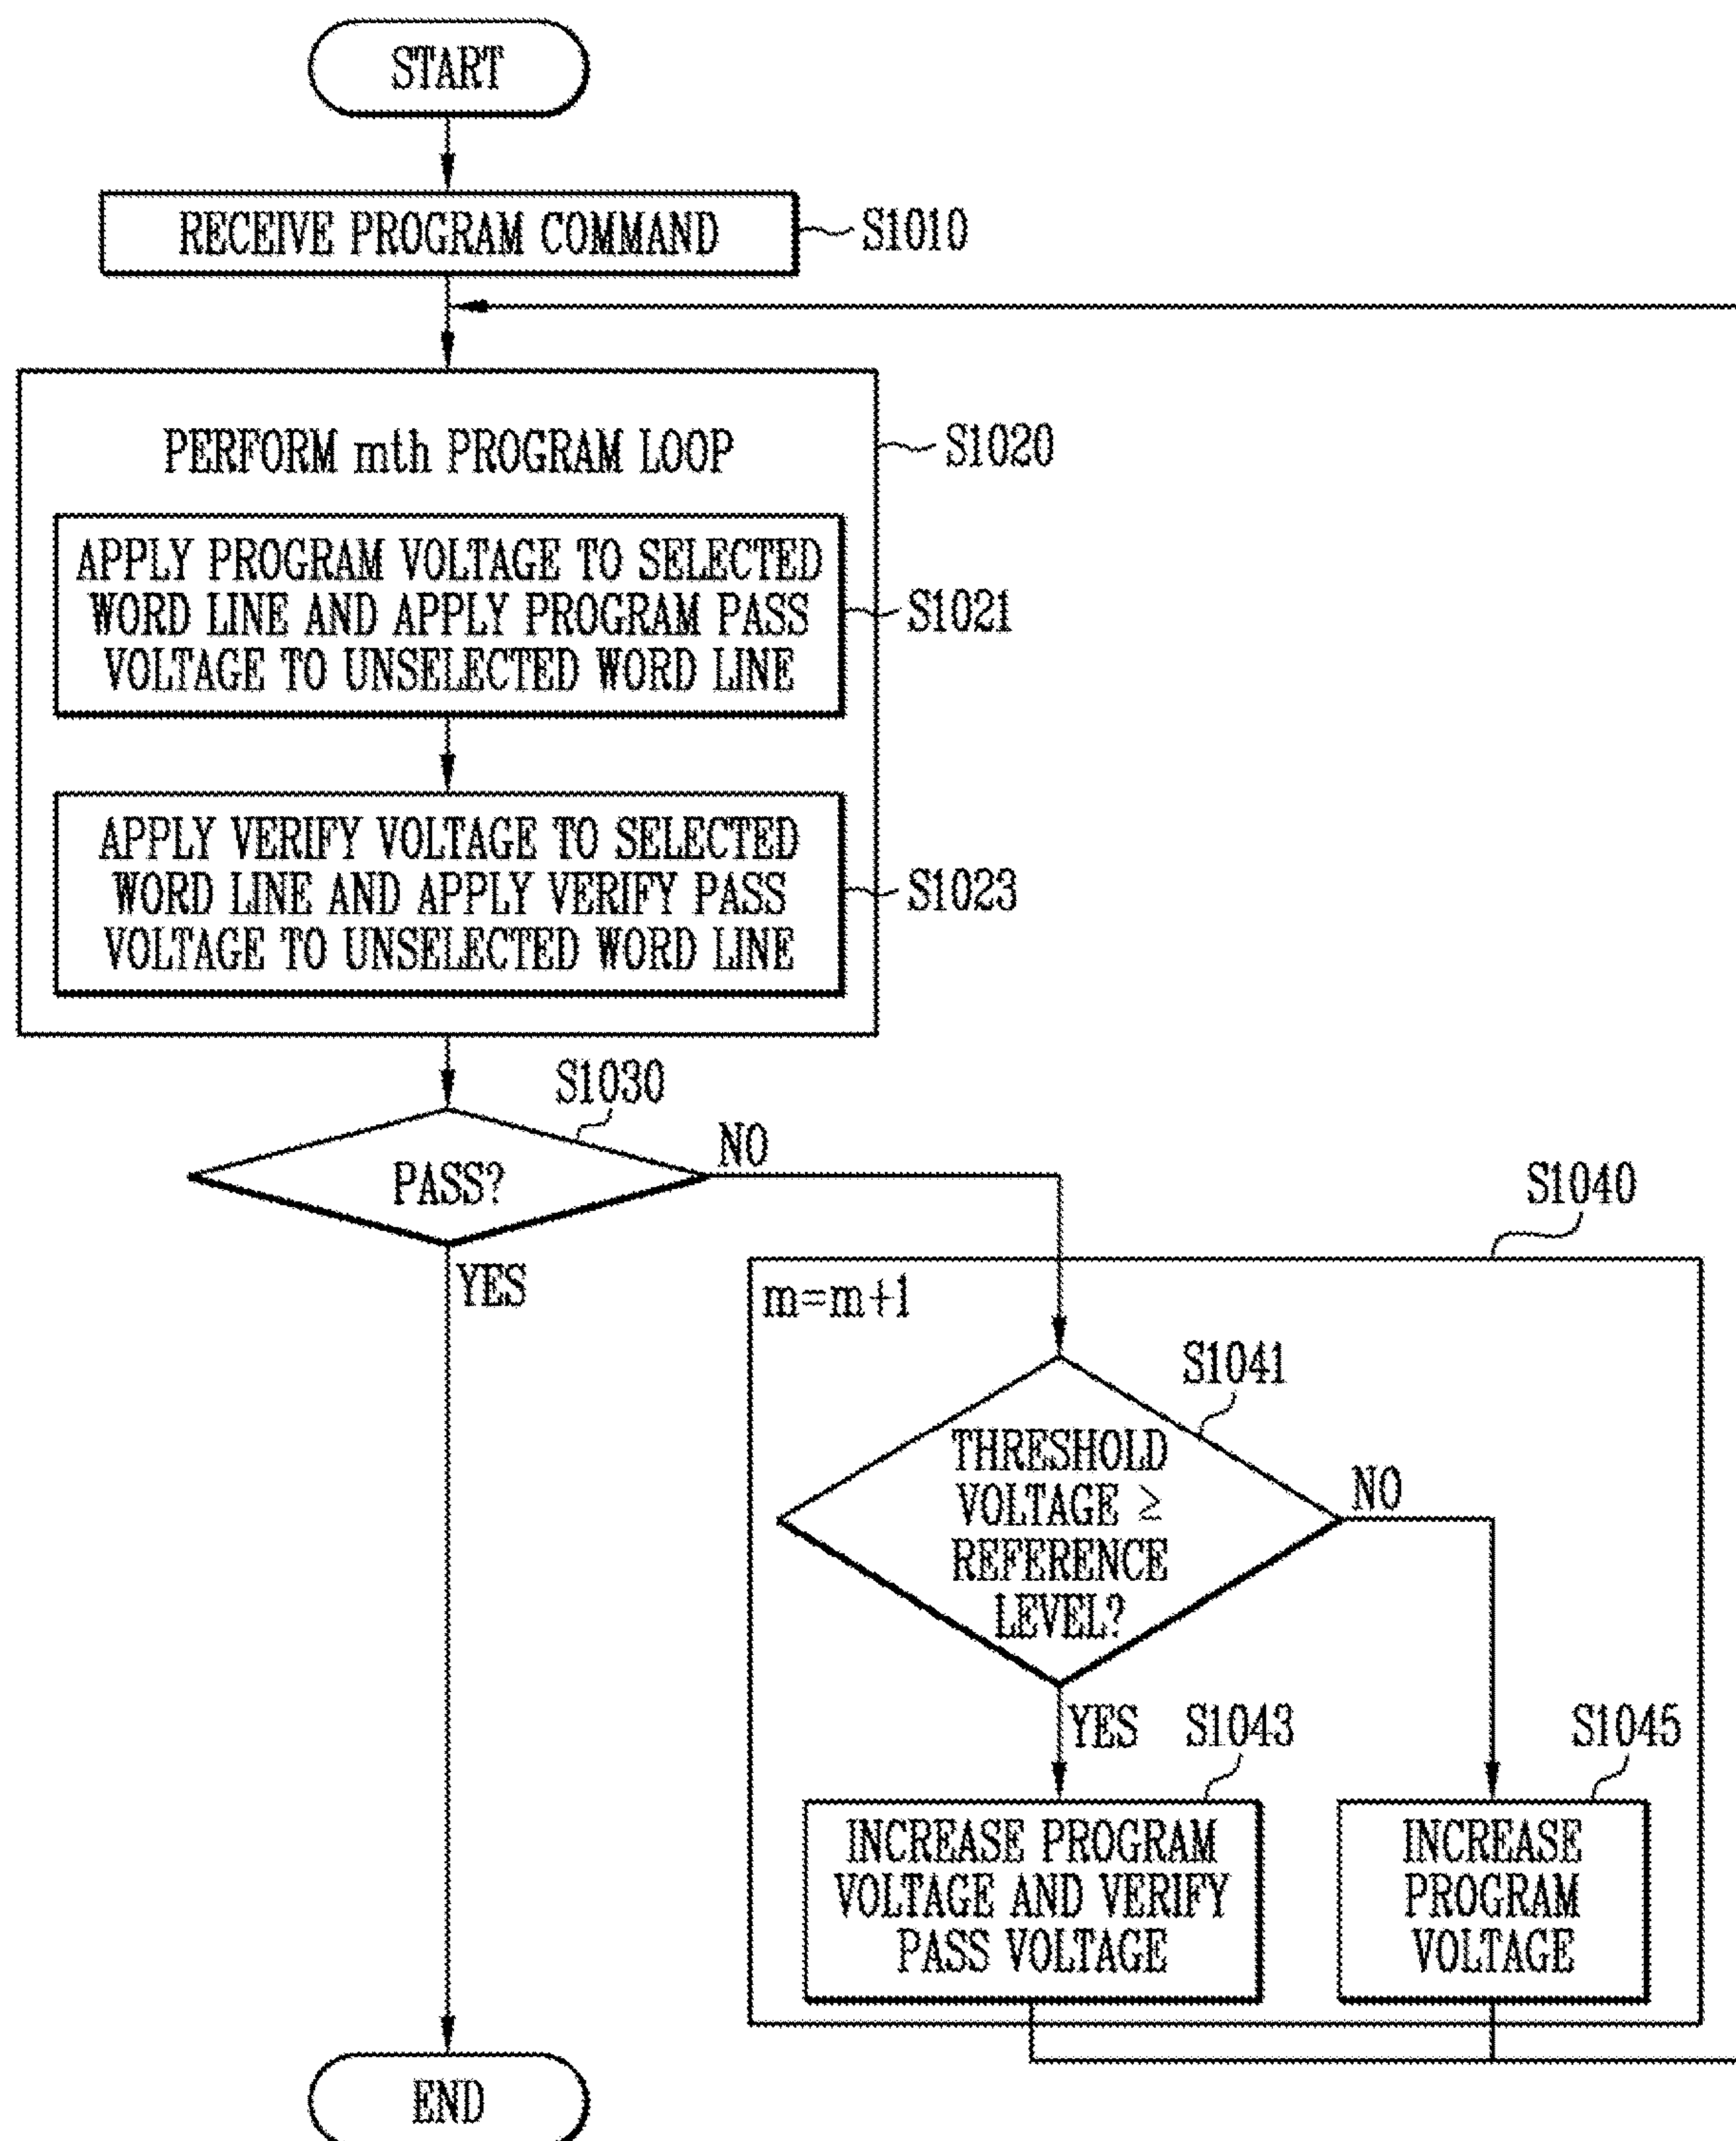 START
RECEIVE PROGRAM COMMAND
S1010
PERFORM mth PROGRAM LOOP
S1020
APPLY PROGRAM VOLTAGE TO SELECTED
WORD LINE AND APPLY PROGRAM PASS
VOLTAGE TO UNSELECTED WORD LINE
S1021
APPLY VERIFY VOLTAGE TO SELECTED
WORD LINE AND APPLY VERIFY PASS
VOLTAGE TO UNSELECTED WORD LINE
S1023
S1030
PASS?
NO
YES
S1040
m=m+1
S1041
THRESHOLD
VOLTAGE ≥
REFERENCE
LEVEL?
NO
YES
S1043
INCREASE PROGRAM
VOLTAGE AND VERIFY
PASS VOLTAGE
S1045
INCREASE
PROGRAM
VOLTAGE
END